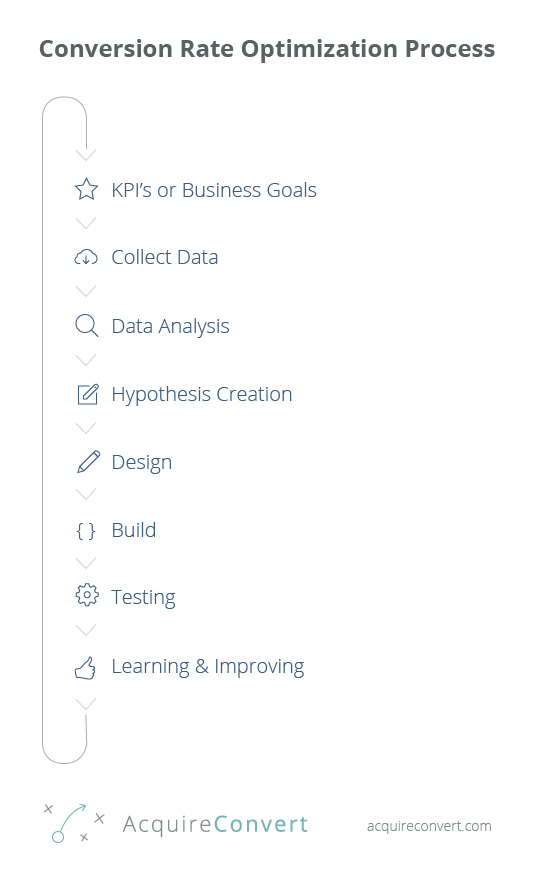 Conversion Rate Optimization Process
KPI's or Business Goals
Collect Data
Data Analysis
Hypothesis Creation
Design
{ } Build
Testing
Learning & Improving
AcquireConvert
acquireconvert.com